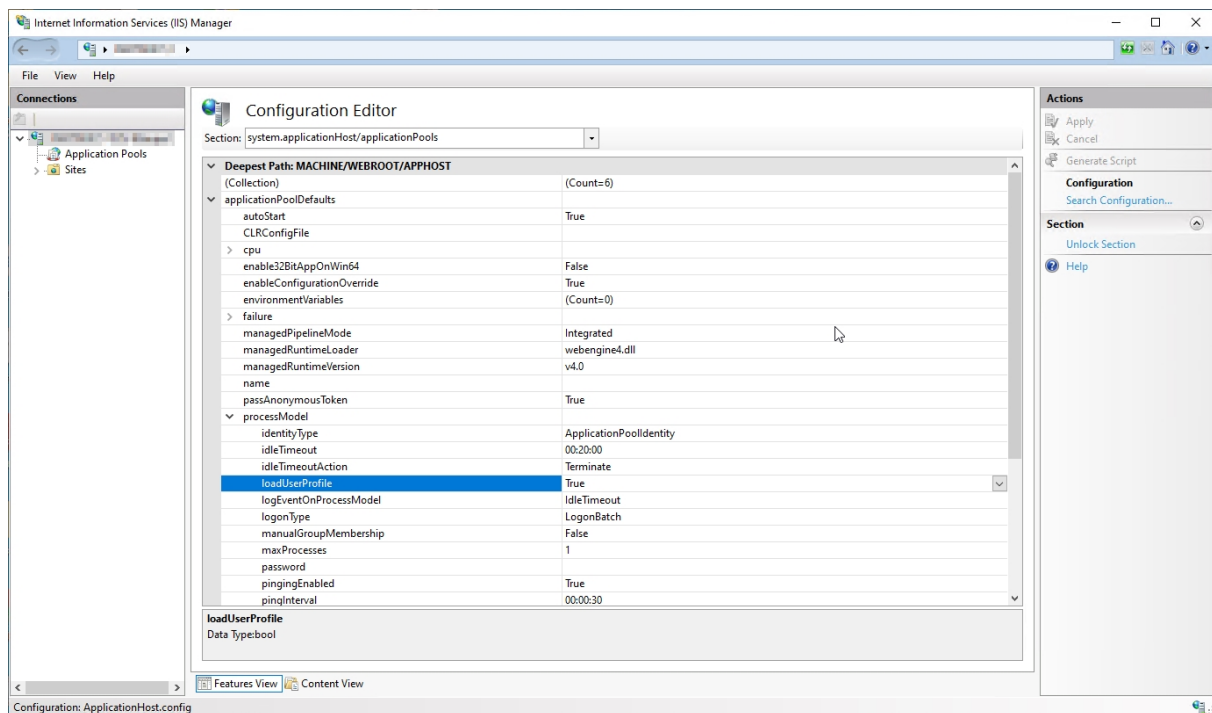 Internet Information Services (IIS) Manager
File View Help
Connections
Application Pools
Sites
Configuration Editor
Section: system.applicationHost/applicationPools
Deepest Path: MACHINE/WEBROOT/APPHOST
(Collection) (Count=6)
applicationPoolDefaults
autoStart True
CLRConfigFile
cpu
enable32BitAppOnWin64 False
enableConfigurationOverride True
environmentVariables (Count=0)
failure
managedPipelineMode Integrated
managedRuntimeLoader webengine4.dll
managedRuntimeVersion v4.0
name
passAnonymousToken True
processModel
identityType ApplicationPoolIdentity
idleTimeout 00:20:00
idleTimeoutAction Terminate
loadUserProfile True
logEventOnProcessModel IdleTimeout
logonType LogonBatch
manualGroupMembership False
maxProcesses 1
password
pingingEnabled True
pingInterval 00:00:30
loadUserProfile
Data Type:bool
Features View Content View
Actions
Apply
Cancel
Generate Script
Configuration
Search Configuration...
Section
Unlock Section
Help
Configuration: ApplicationHost.config